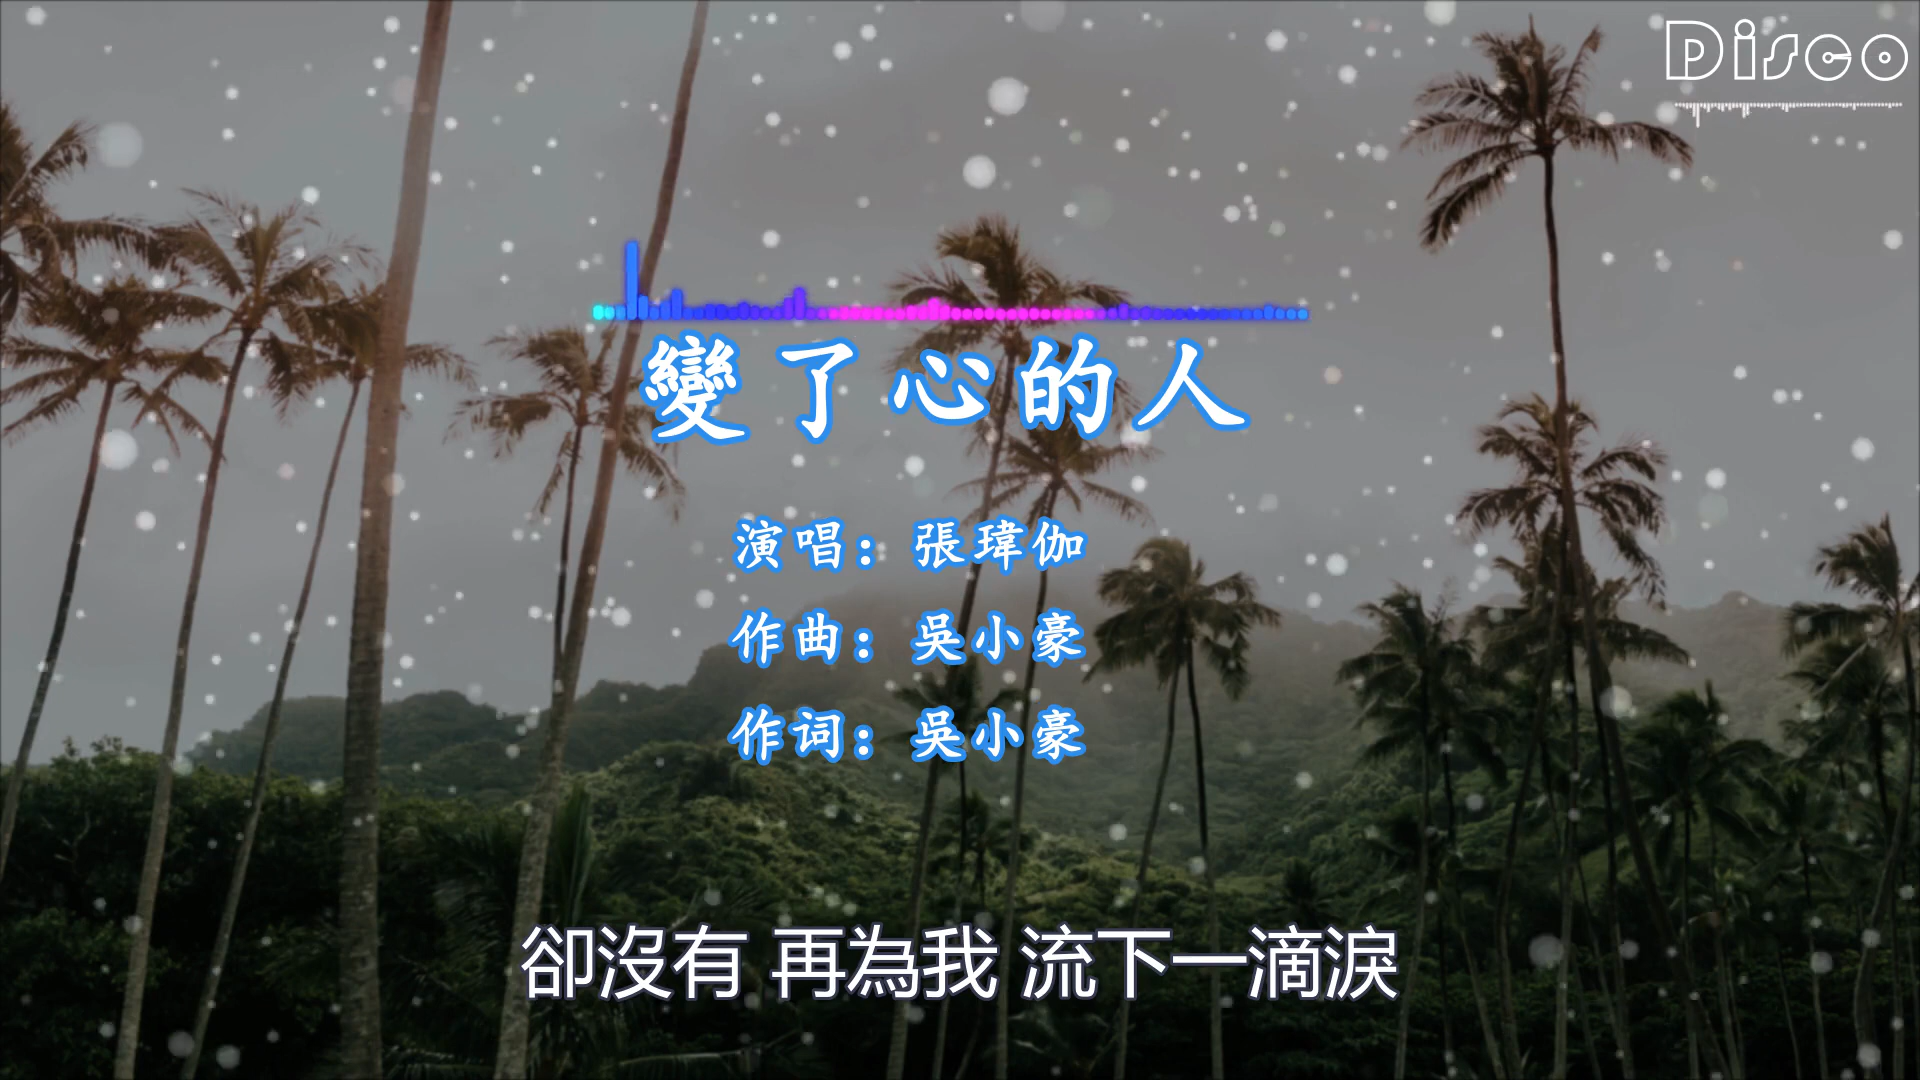 Disco
變了心的人
演唱：張瑋伽
作曲：吳小豪
作词：吳小豪
卻沒有 再為我 流下一滴淚